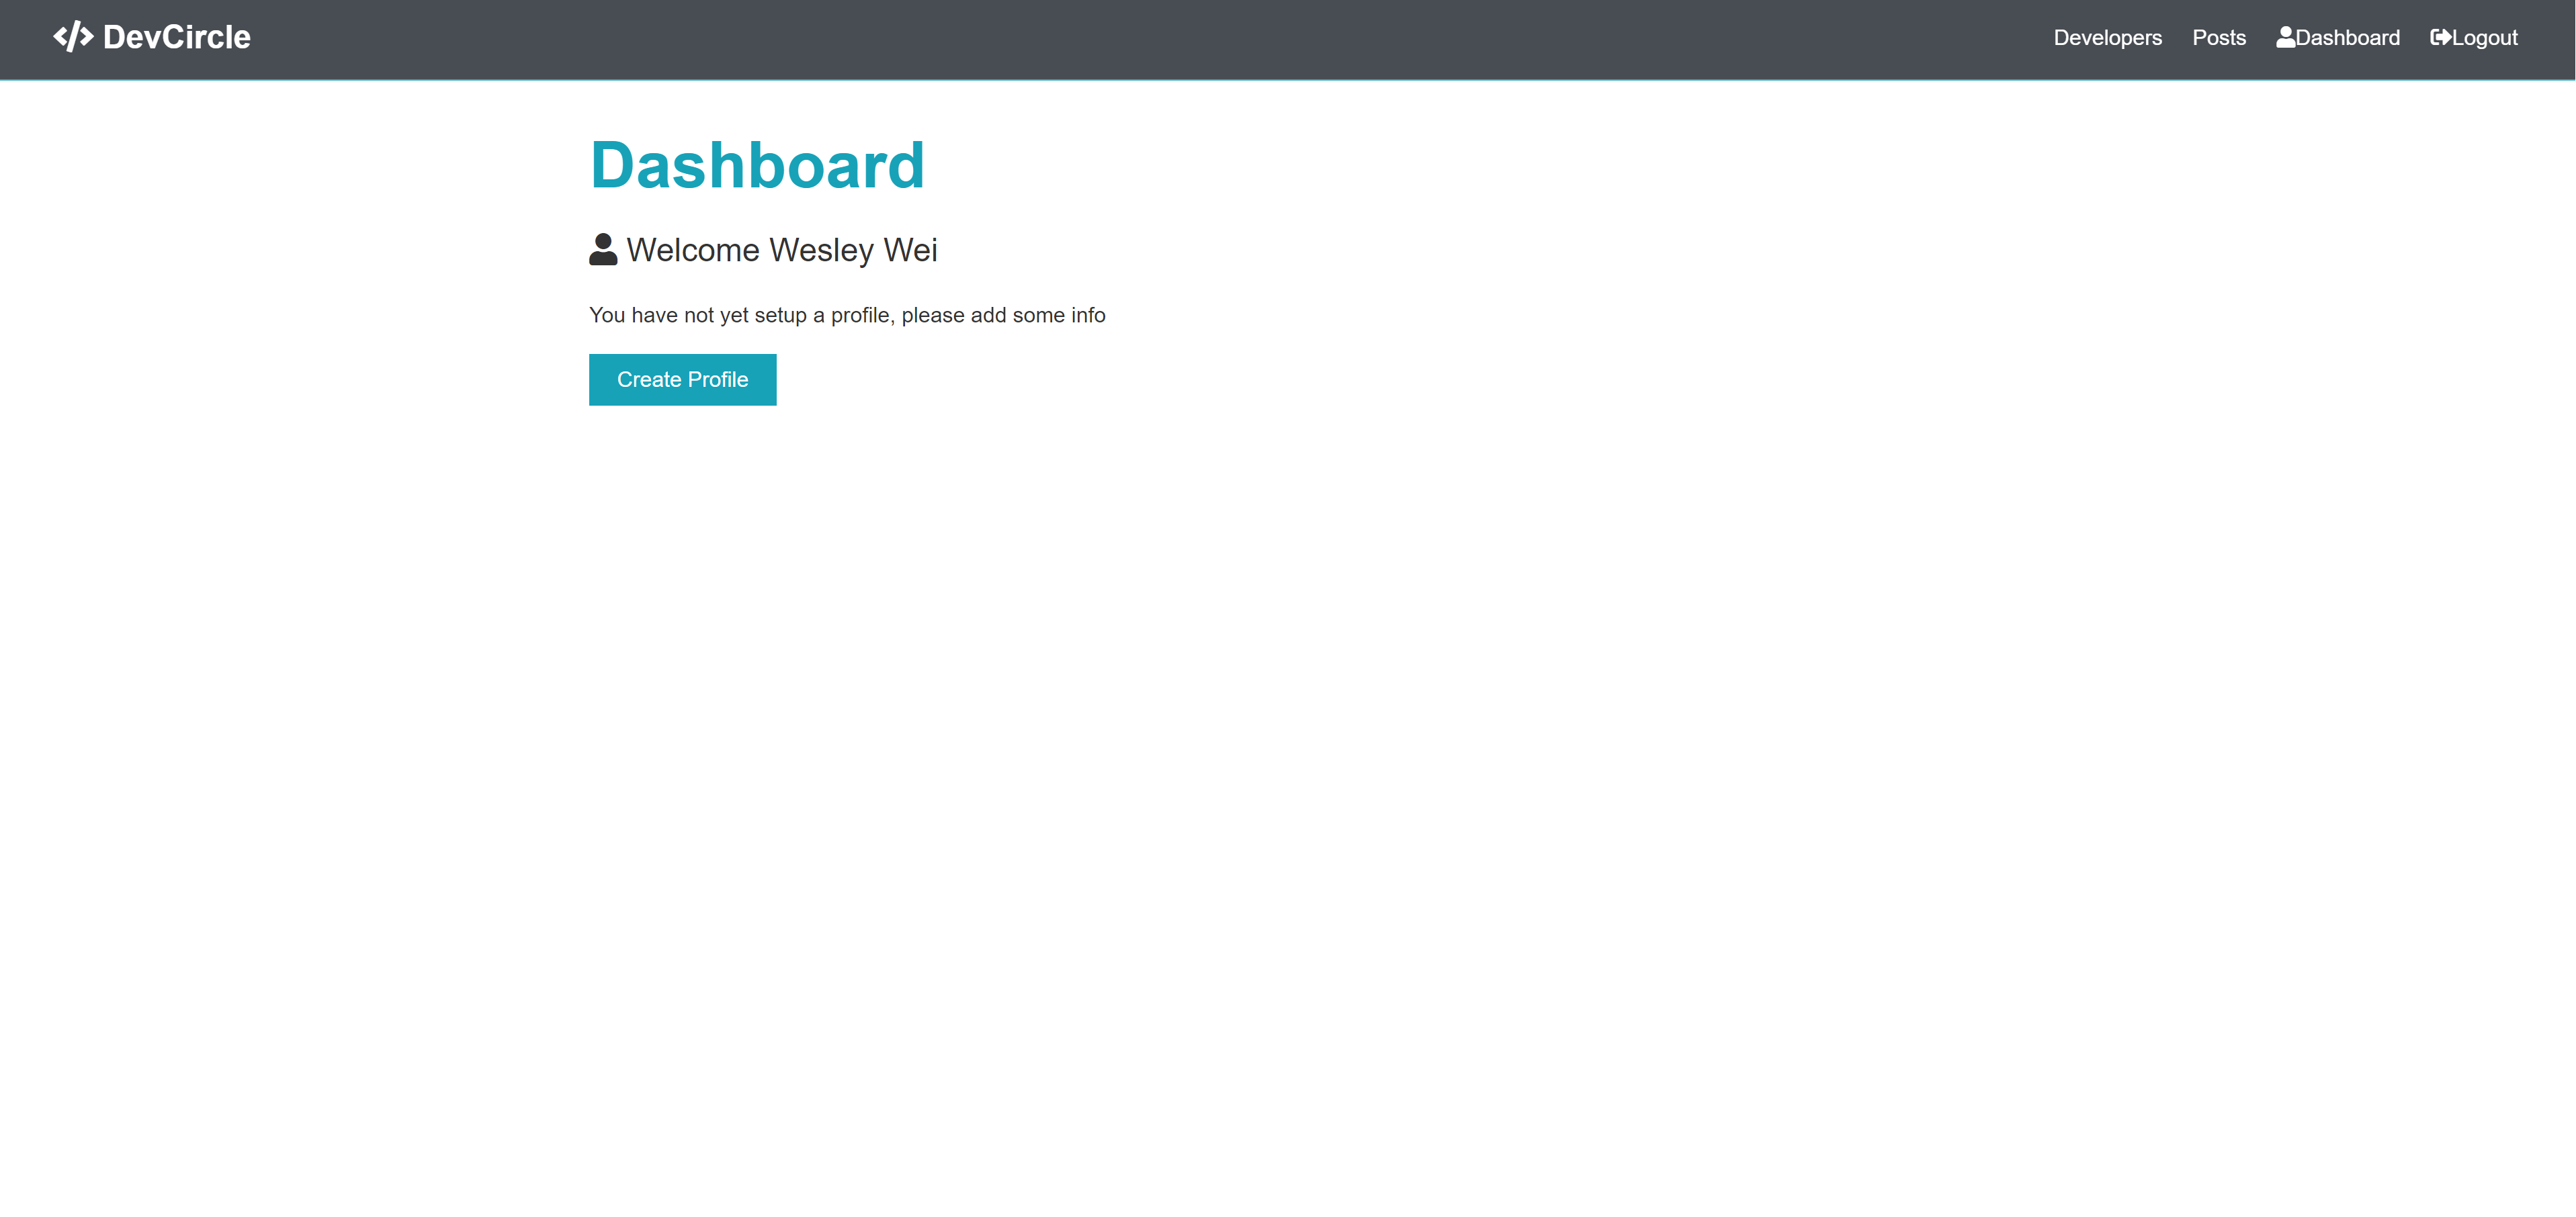 DevCircle
Developers Posts Dashboard Logout
Dashboard
Welcome Wesley Wei
You have not yet setup a profile, please add some info
Create Profile